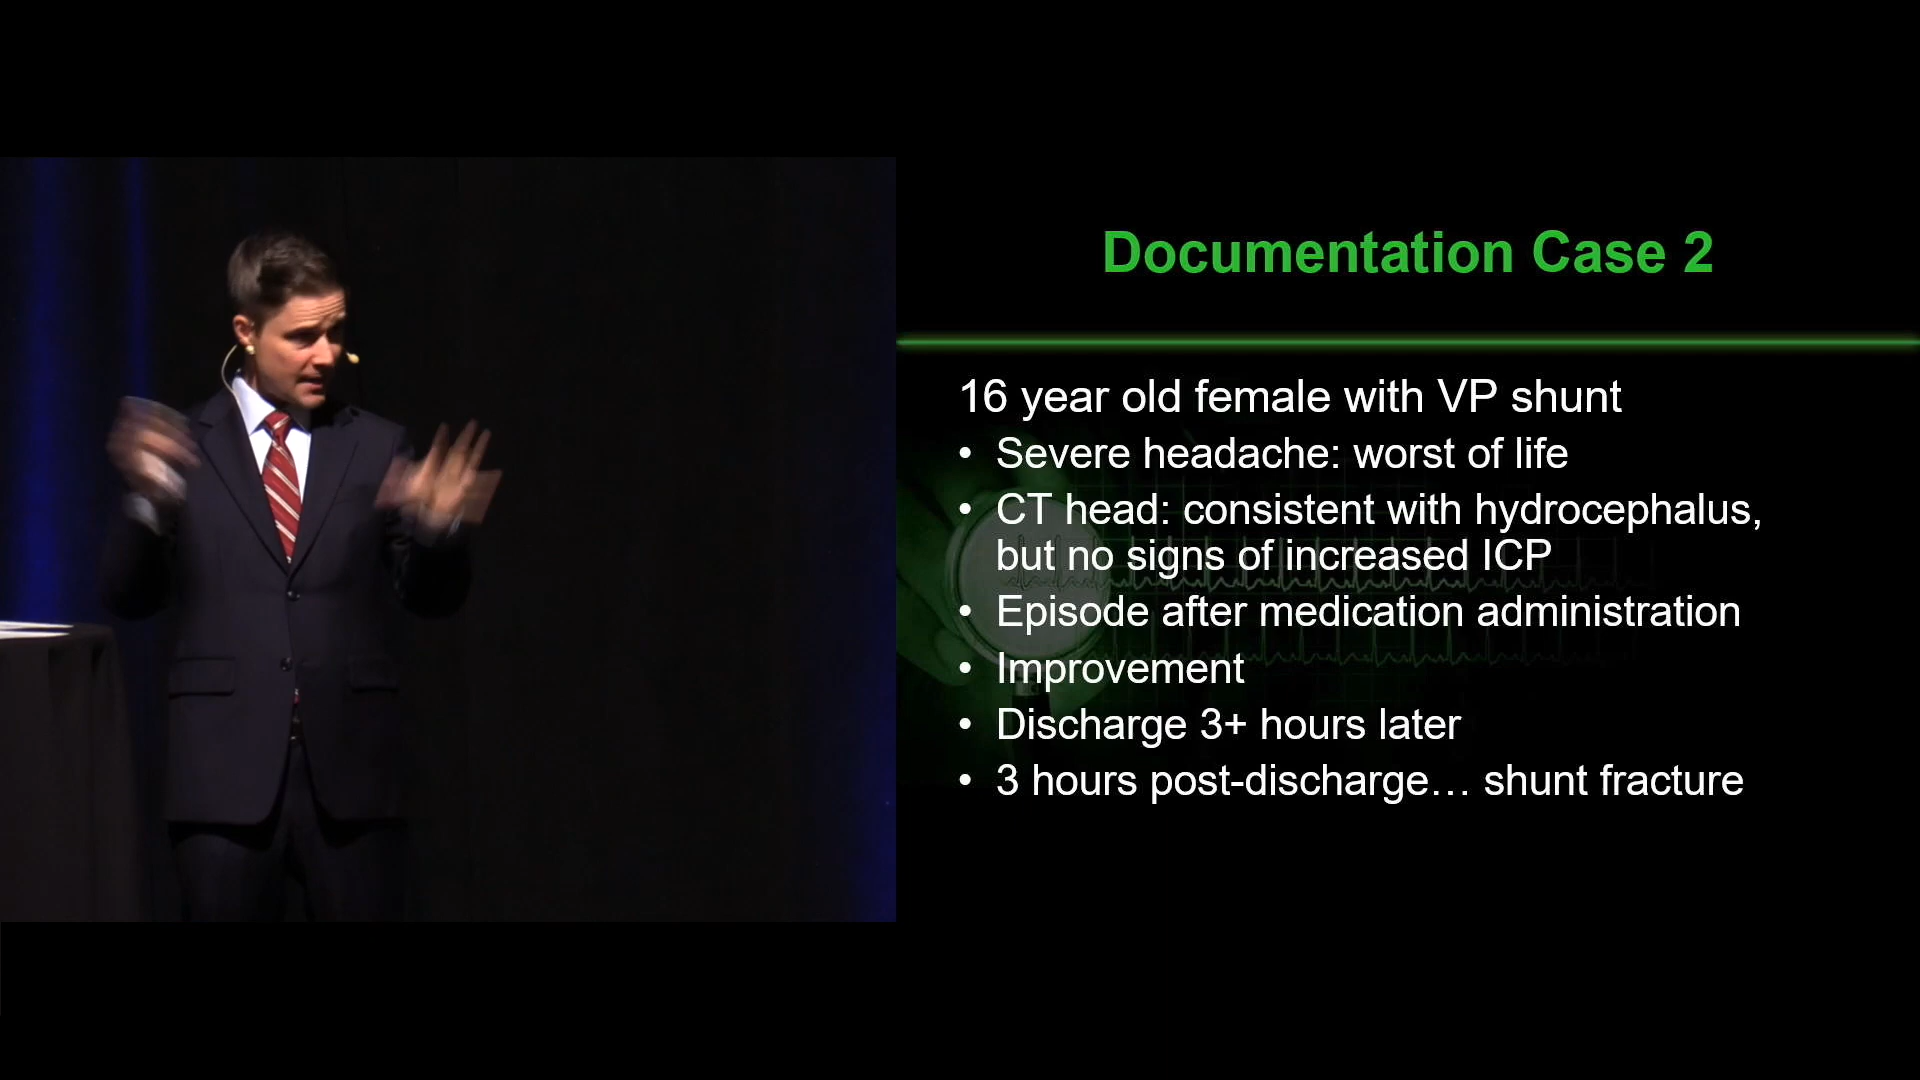 Documentation Case 2
16 year old female with VP shunt
• Severe headache: worst of life
• CT head: consistent with hydrocephalus,
but no signs of increased ICP
• Episode after medication administration
• Improvement
• Discharge 3+ hours later
• 3 hours post-discharge… shunt fracture